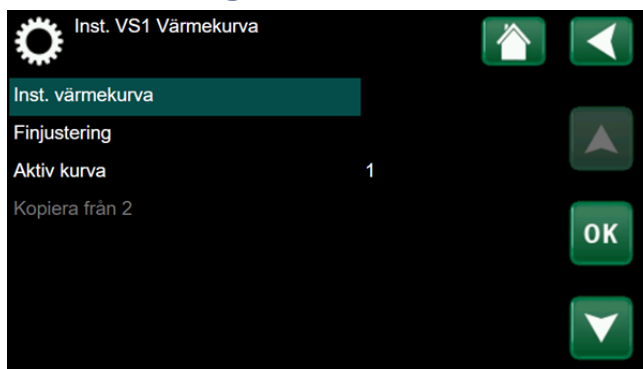 Inst. VS1 Värmekurva
Inst. värmekurva
Finjustering
Aktiv kurva 1
Kopiera från 2
OK